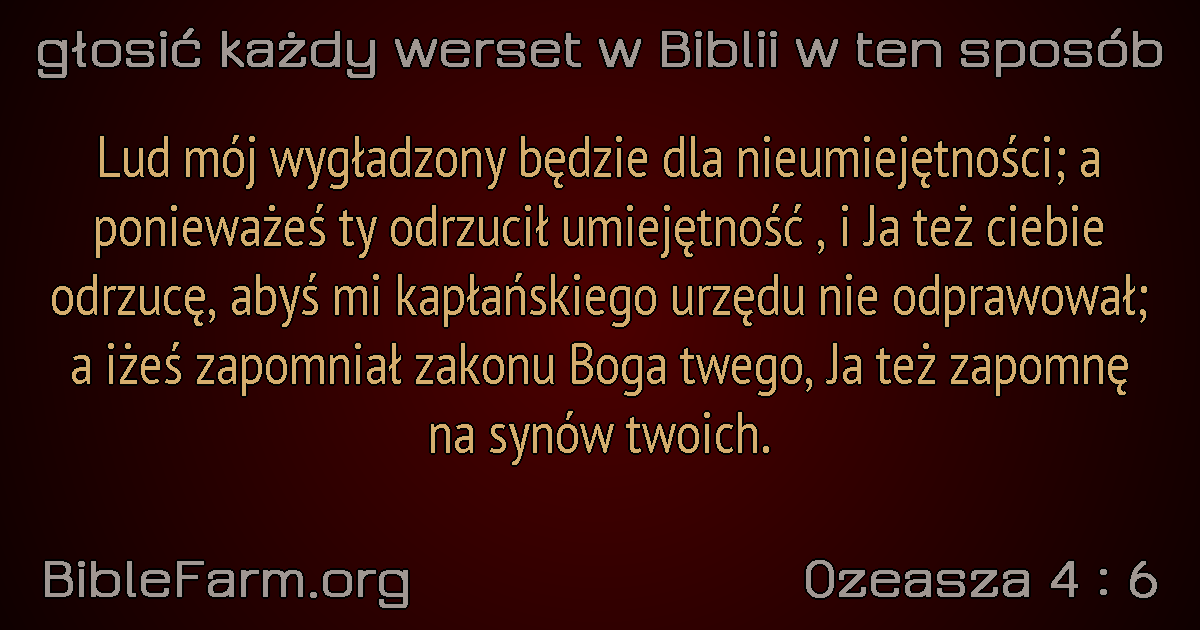 głosić każdy werset w Biblii w ten sposób
Lud mój wygładzony będzie dla nieumiejętności; a
ponieważeś ty odrzucił umiejętność , i Ja też ciebie
odrzucę, abyś mi kapłańskiego urzędu nie odprawował;
a iżeś zapomniał zakonu Boga twego, Ja też zapomnę
na synów twoich.
BibleFarm.org
Ozeasza 4 : 6